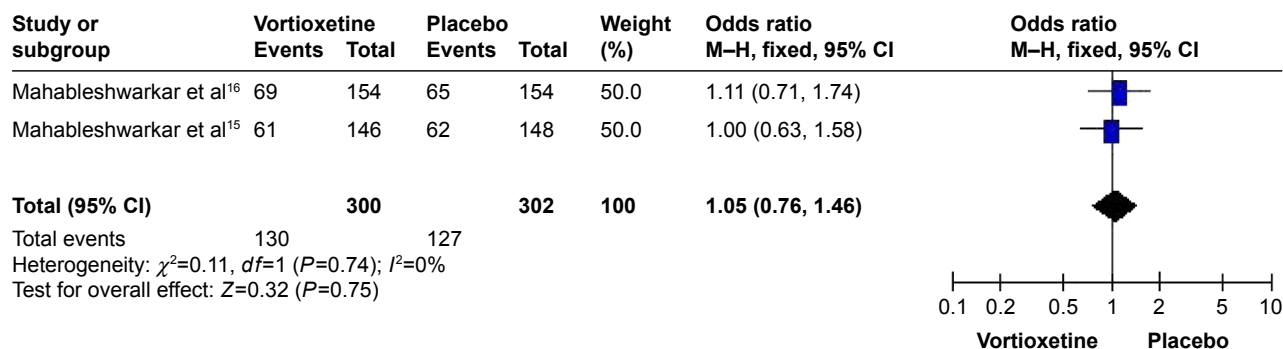 Study or Vortioxetine Placebo Weight Odds ratio Odds ratio
subgroup Events Total Events Total (%) M–H, fixed, 95% CI M–H, fixed, 95% CI
Mahableshwarkar et al¹⁶ 69 154 65 154 50.0 1.11 (0.71, 1.74)
Mahableshwarkar et al¹⁵ 61 146 62 148 50.0 1.00 (0.63, 1.58)
Total (95% CI) 300 302 100 1.05 (0.76, 1.46)
Total events 130 127
Heterogeneity: χ²=0.11, df=1 (P=0.74); I²=0%
Test for overall effect: Z=0.32 (P=0.75)
0.1 0.2 0.5 1 2 5 10
Vortioxetine Placebo